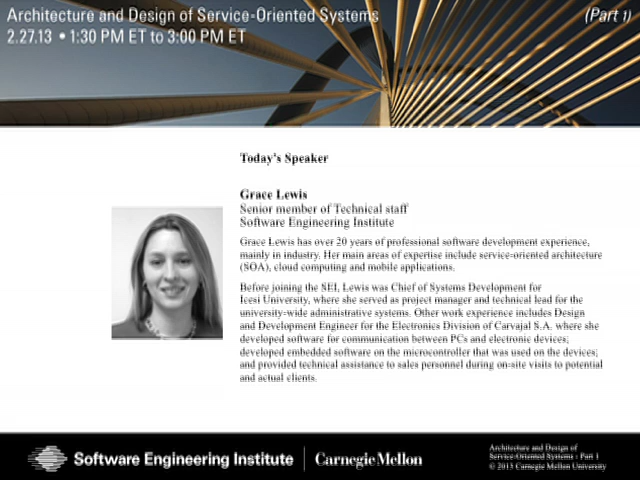 Architecture and Design of Service-Oriented Systems (Part 1)
2.27.13 • 1:30 PM ET to 3:00 PM ET
Today's Speaker
Grace Lewis
Senior member of Technical staff
Software Engineering Institute
Grace Lewis has over 20 years of professional software development experience,
mainly in industry. Her main areas of expertise include service-oriented architecture
(SOA), cloud computing and mobile applications.
Before joining the SEI, Lewis was Chief of Systems Development for
Icesi University, where she served as project manager and technical lead for the
university-wide administrative systems. Other work experience includes Design
and Development Engineer for the Electronics Division of Carvajal S.A. where she
developed software for communication between PCs and electronic devices;
developed embedded software on the microcontroller that was used on the devices;
and provided technical assistance to sales personnel during on-site visits to potential
and actual clients.
Software Engineering Institute | Carnegie Mellon
Architecture and Design of
Service-Oriented Systems : Part 1
© 2013 Carnegie Mellon University